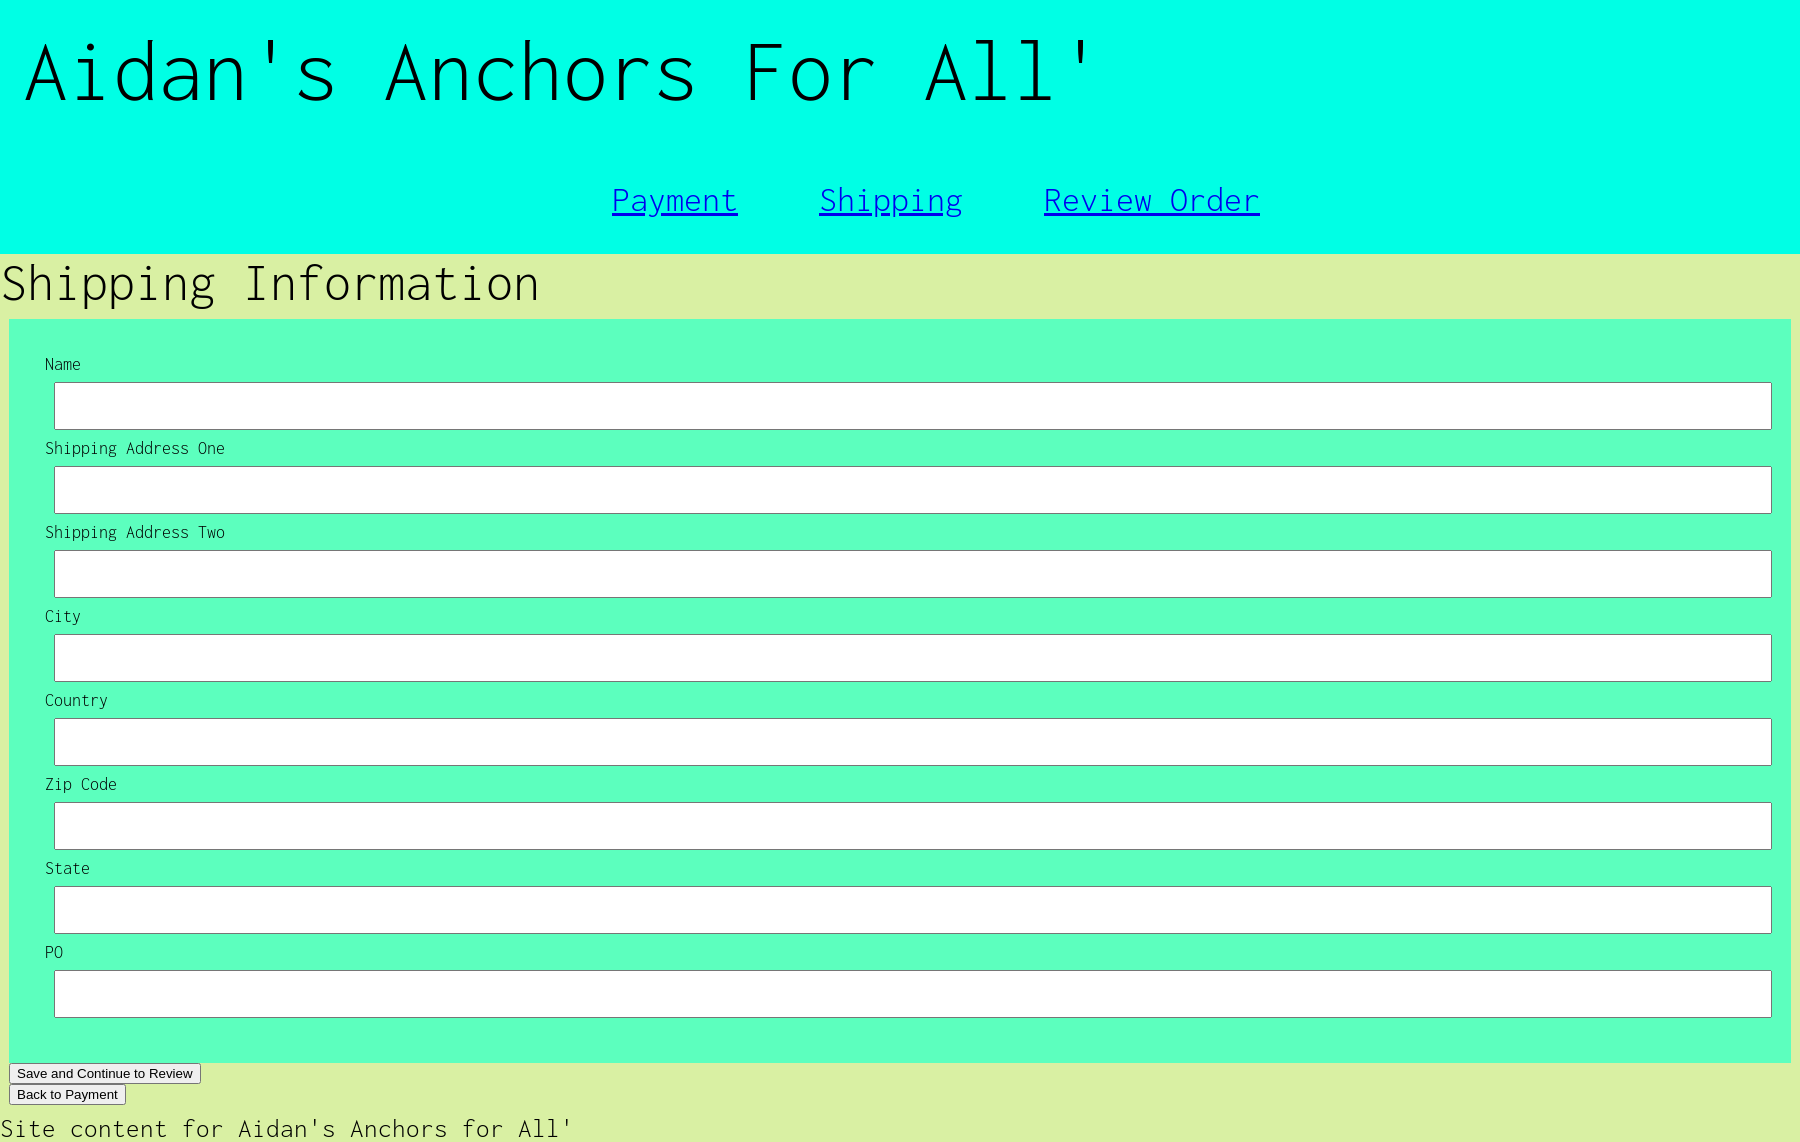 Aidan's Anchors For All'
Payment Shipping Review Order
Shipping Information
Name
Shipping Address One
Shipping Address Two
City
Country
Zip Code
State
PO
Save and Continue to Review
Back to Payment
Site content for Aidan's Anchors for All'